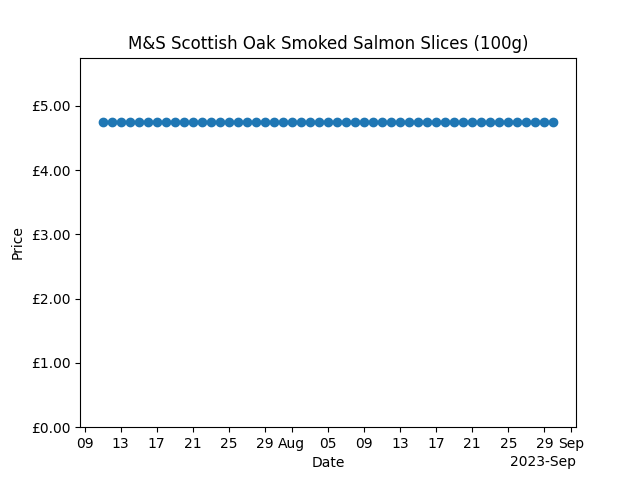 M&S Scottish Oak Smoked Salmon Slices (100g)
£5.00
£4.00
£3.00
£2.00
£1.00
£0.00
Price
09 13 17 21 25 29 Aug 05 09 13 17 21 25 29 Sep
Date
2023-Sep